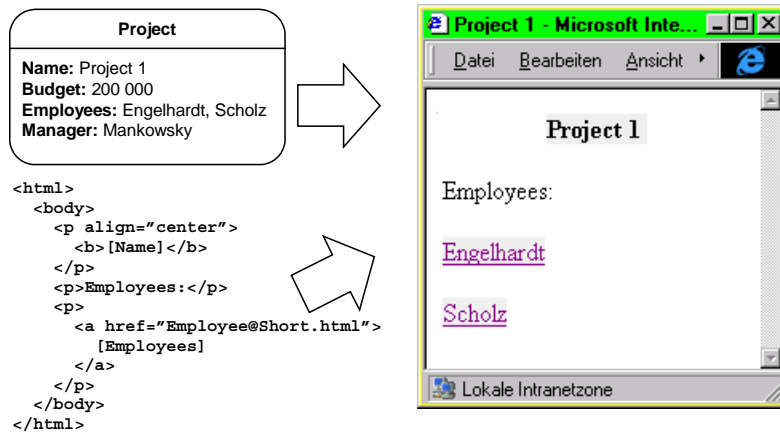 Project
Name: Project 1
Budget: 200 000
Employees: Engelhardt, Scholz
Manager: Mankowsky
<html>
<body>
<p align=”center”>
<b>[Name]</b>
</p>
<p>Employees:</p>
<p>
<a href=”Employee@Short.html”>
[Employees]
</a>
</p>
</body>
</html>
Project 1 - Microsoft Inte...
Datei Bearbeiten Ansicht
Project 1
Employees:
Engelhardt
Scholz
Lokale Intranetzone